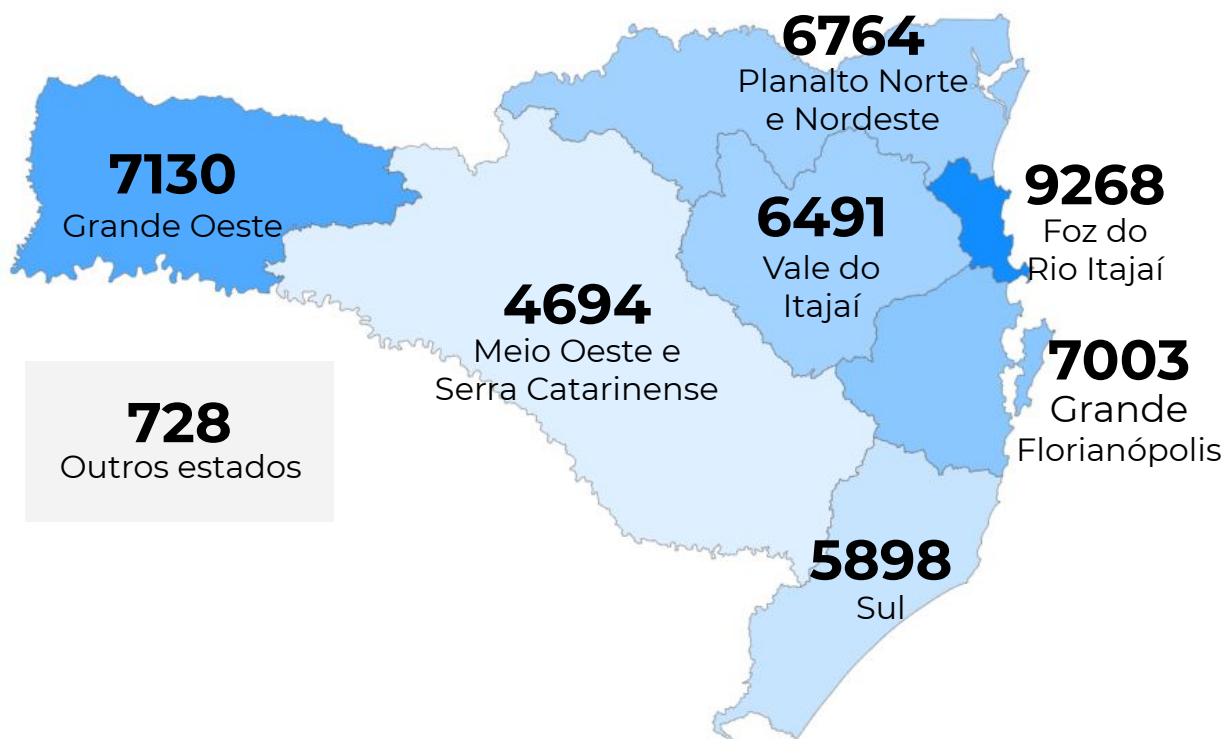 6764
Planalto Norte
e Nordeste
7130
Grande Oeste
9268
Foz do
Rio Itajaí
6491
Vale do
Itajaí
4694
Meio Oeste e
Serra Catarinense
7003
Grande
Florianópolis
728
Outros estados
5898
Sul